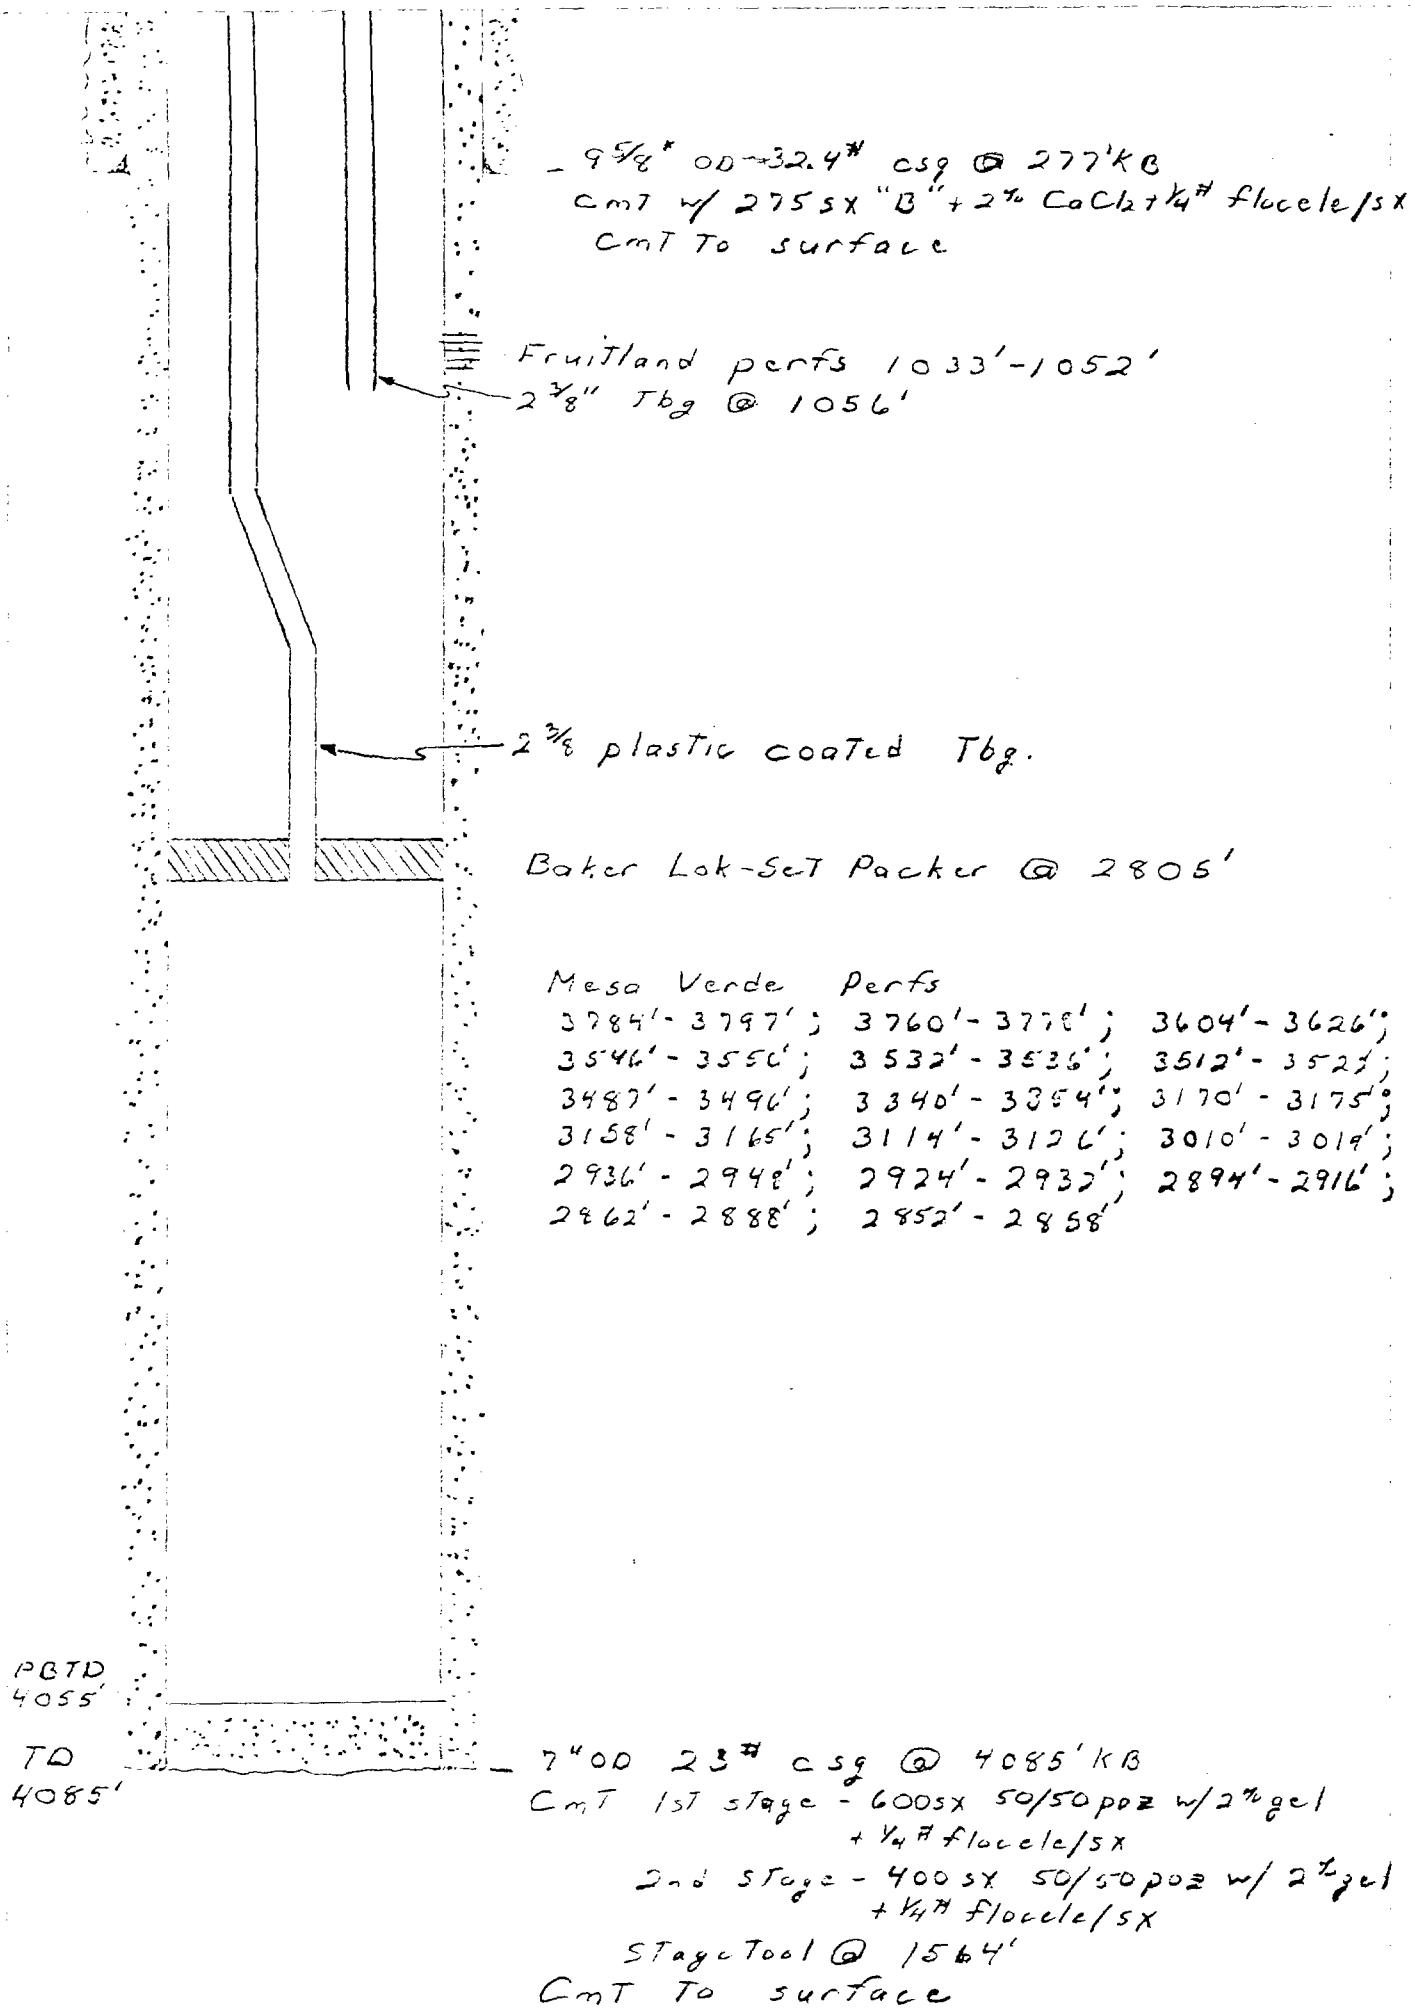 9 5/8" OD 32.4# csg @ 277'KB
CmT w/ 275 sx "B" + 2% CaCl2 + 1/4# flocele/sx
CmT To surface
Fruitland perfs 1033'-1052'
2 3/8" Tbg @ 1056'
2 3/8 plastic coated Tbg.
Baker Lok-Set Packer @ 2805'
Mesa Verde Perfs
3784'-3797'; 3760'-3778'; 3604'-3626';
3546'-3550'; 3532'-3536'; 3512'-
3487'-3496'; 3340'-3354'; 3170'-3175';
3158'-3165'; 3114'-3126'; 3010'-3019';
2936'-2948'; 2924'-2932'; 2894'-2916';
2862'-2888'; 2852'-2858'
PBTD
4055'
TD
4085'
7"OD 23# csg @ 4085' KB
CmT 1st stage - 600sx 50/50 poz w/ 2% gel
+ 1/4# flocele/sx
2nd stage - 400 sx 50/50 poz w/ 2% gel
+ 1/4# flocele/sx
Stage Tool @ 1564'
CmT To surface